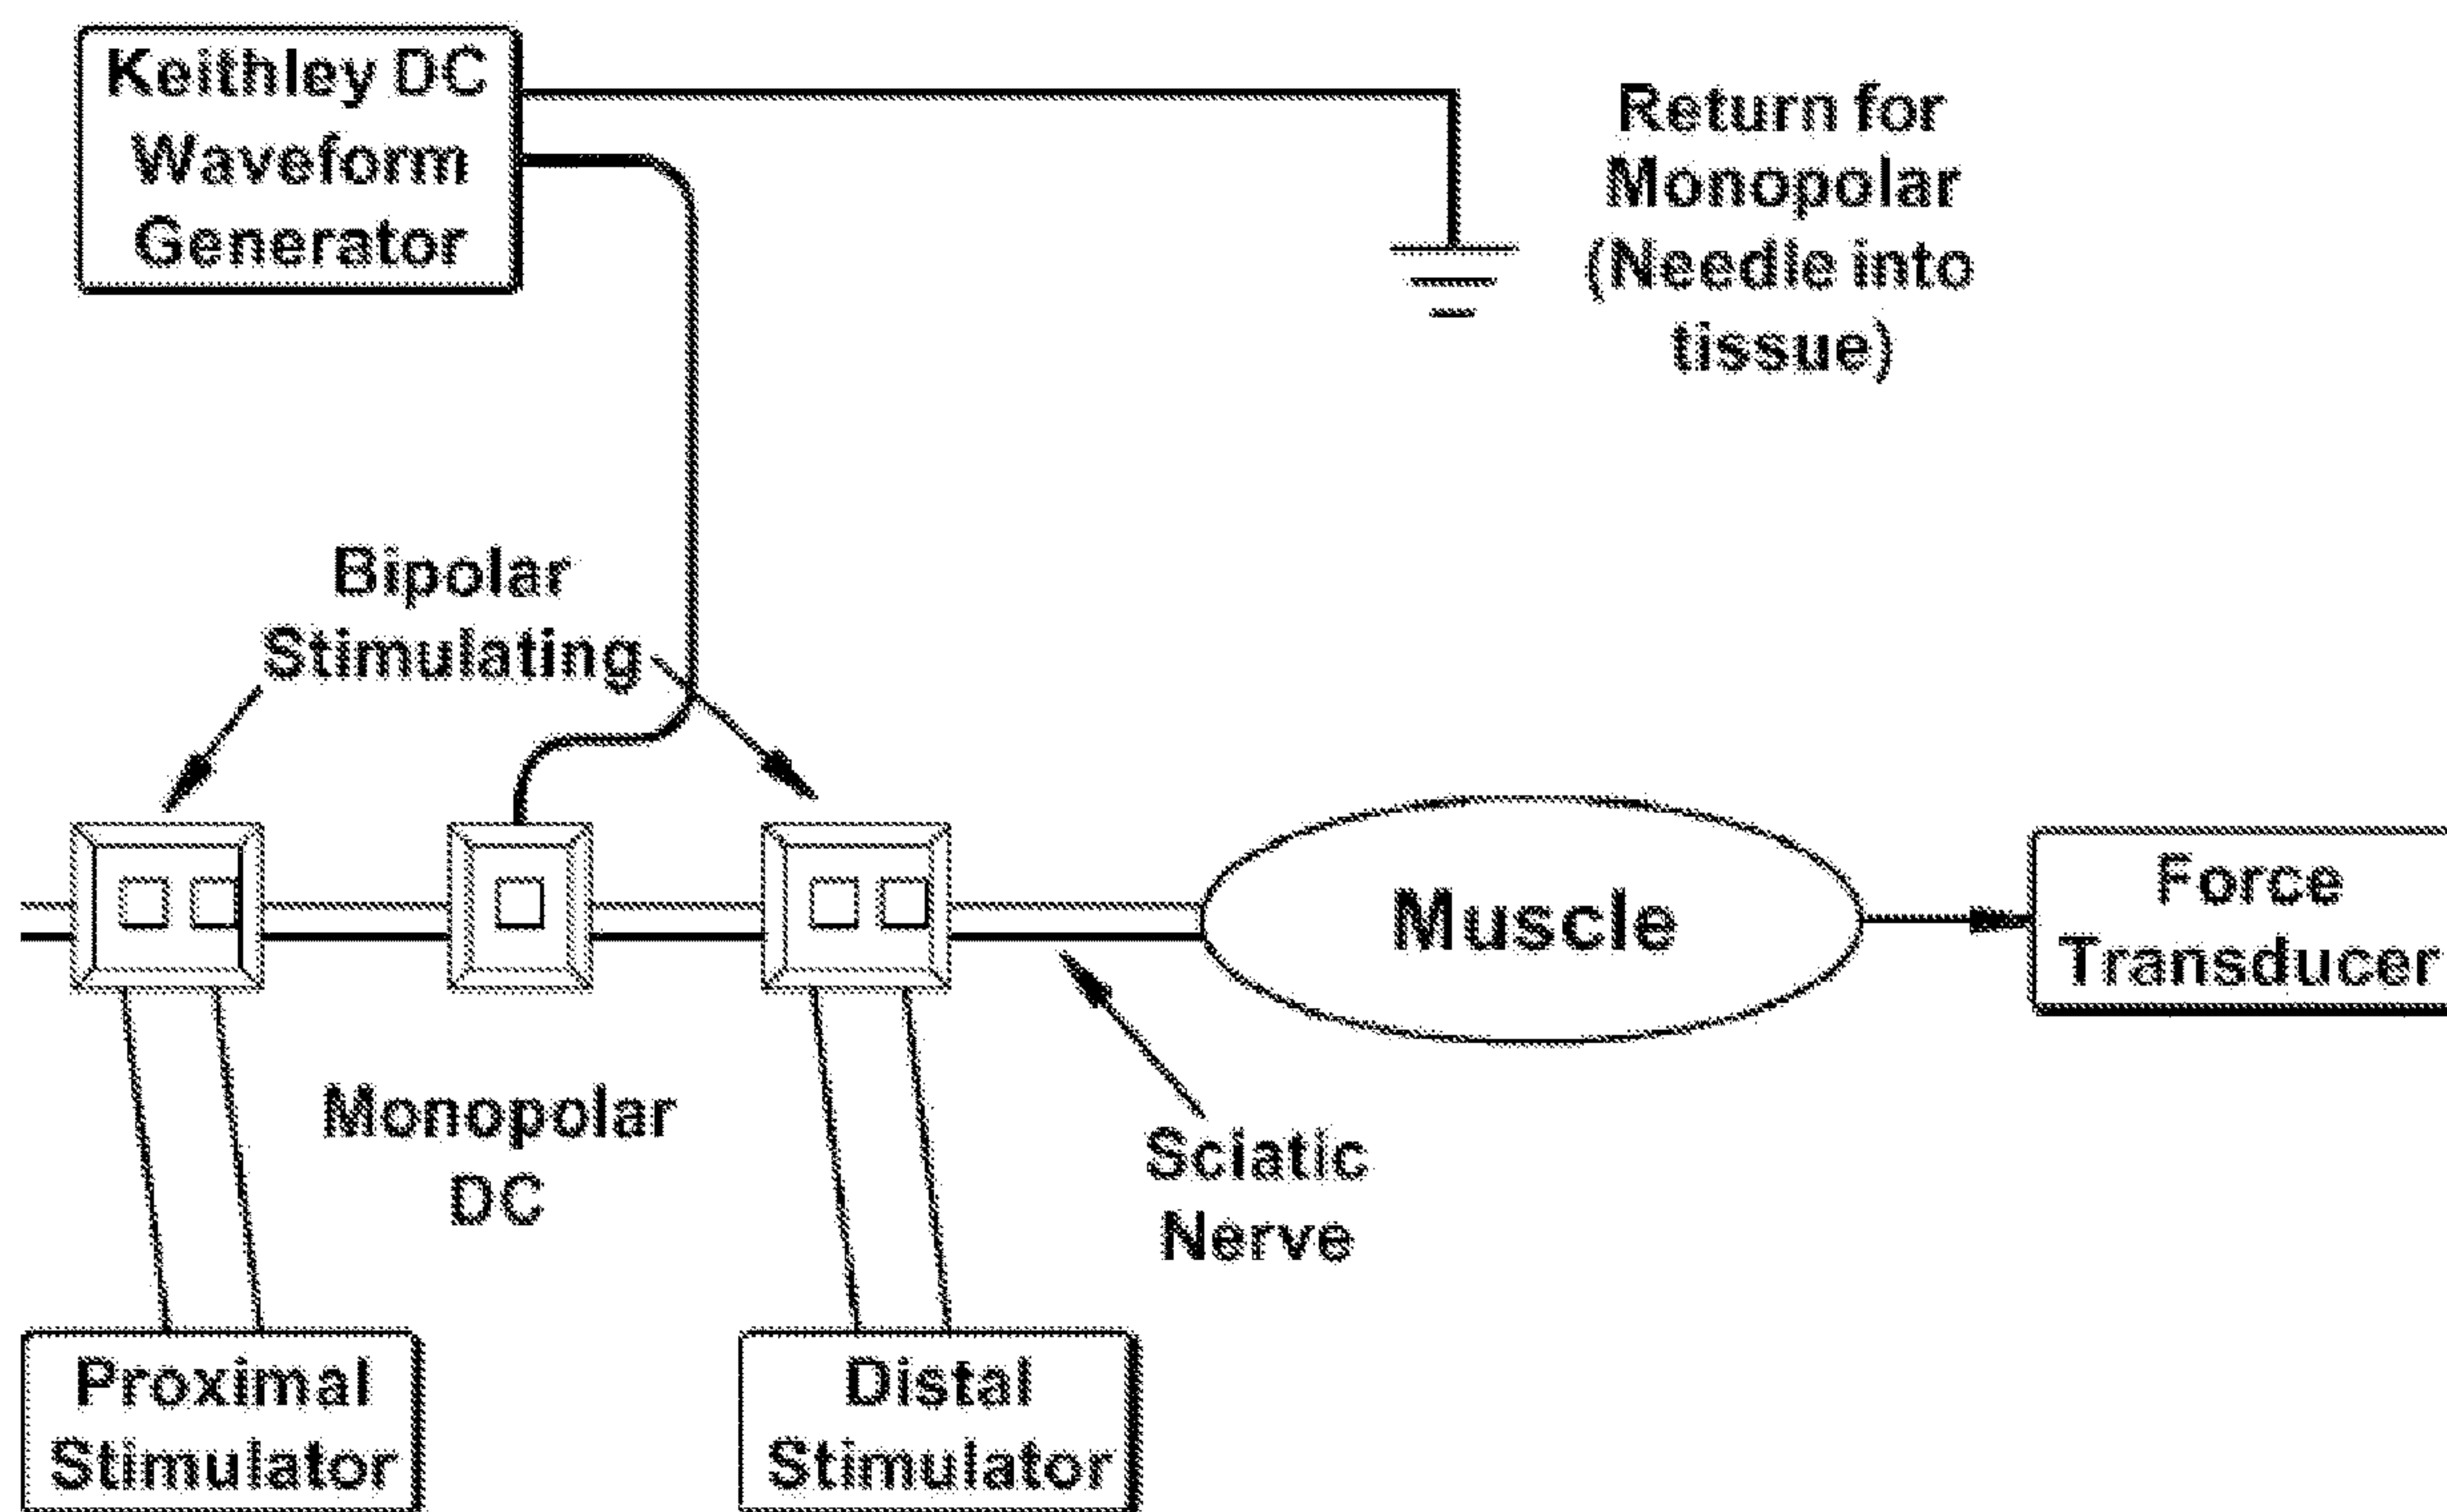 Keithley DC
Waveform
Generator
Return for
Monopolar
(Needle into
tissue)
Bipolar
Stimulating
Muscle
Force
Transducer
Monopolar
DC
Sciatic
Nerve
Proximal
Stimulator
Distal
Stimulator